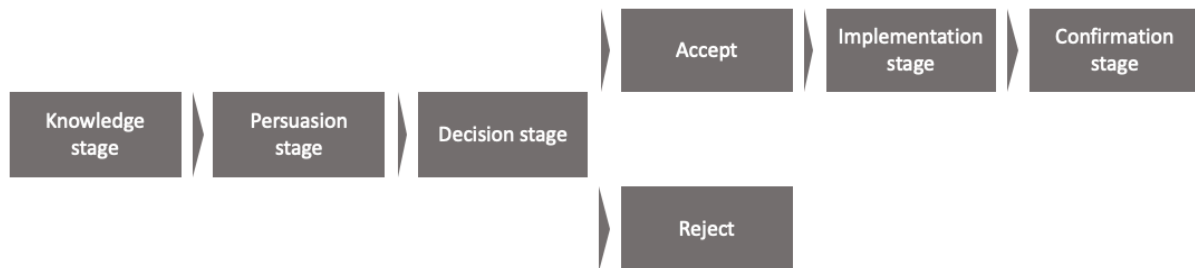 Knowledge
stage
Persuasion
stage
Decision stage
Accept
Implementation
stage
Confirmation
stage
Reject